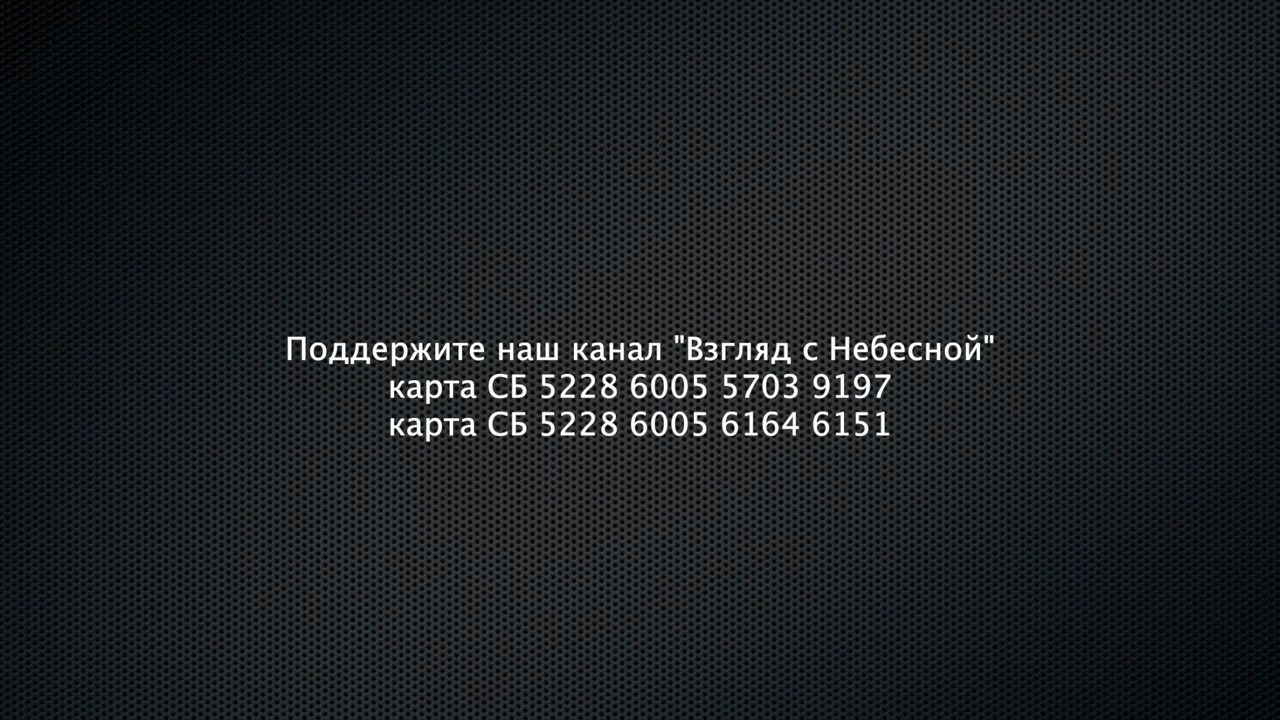 Поддержите наш канал "Взгляд с Небесной"
карта СБ 5228 6005 5703 9197
карта СБ 5228 6005 6164 6151